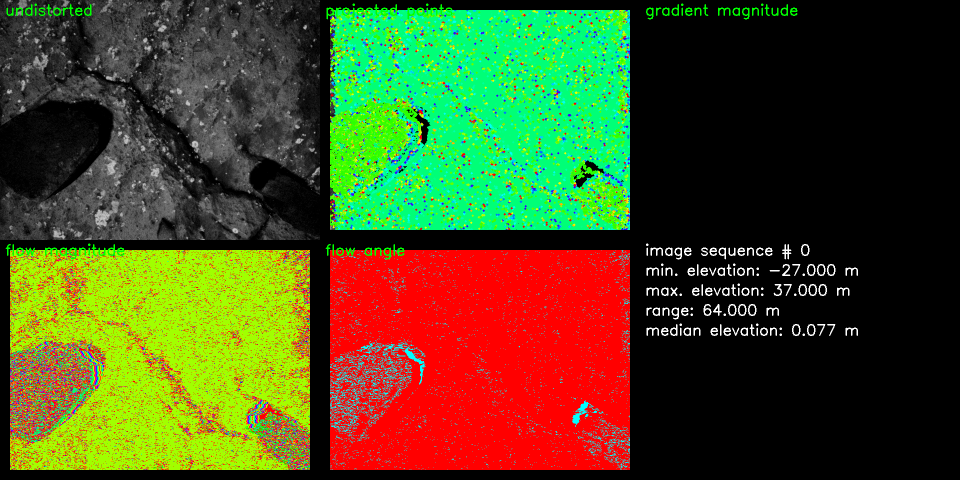 undistorted
projected points
gradient magnitude
flow magnitude
flow angle
image sequence # 0
min. elevation: -27.000 m
max. elevation: 37.000 m
range: 64.000 m
median elevation: 0.077 m